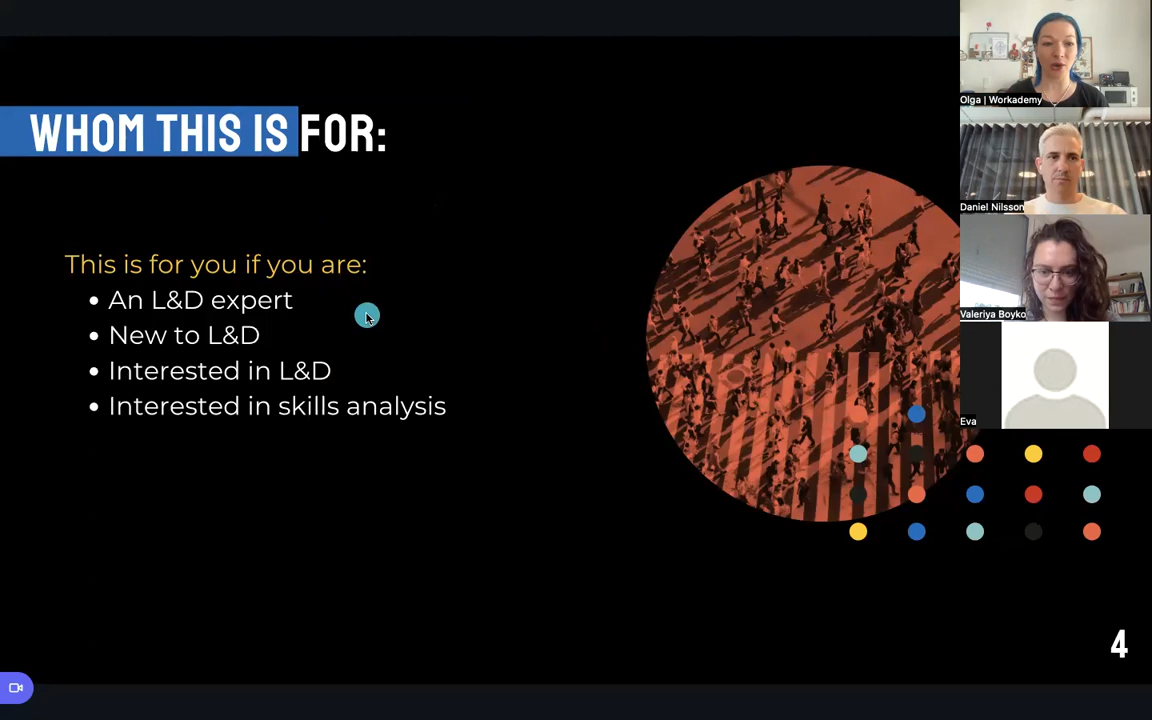 WHOM THIS IS FOR:
This is for you if you are:
• An L&D expert
• New to L&D
• Interested in L&D
• Interested in skills analysis
4
Olga | Workademy
Daniel Nilsson
Valeriya Boyko
Eva